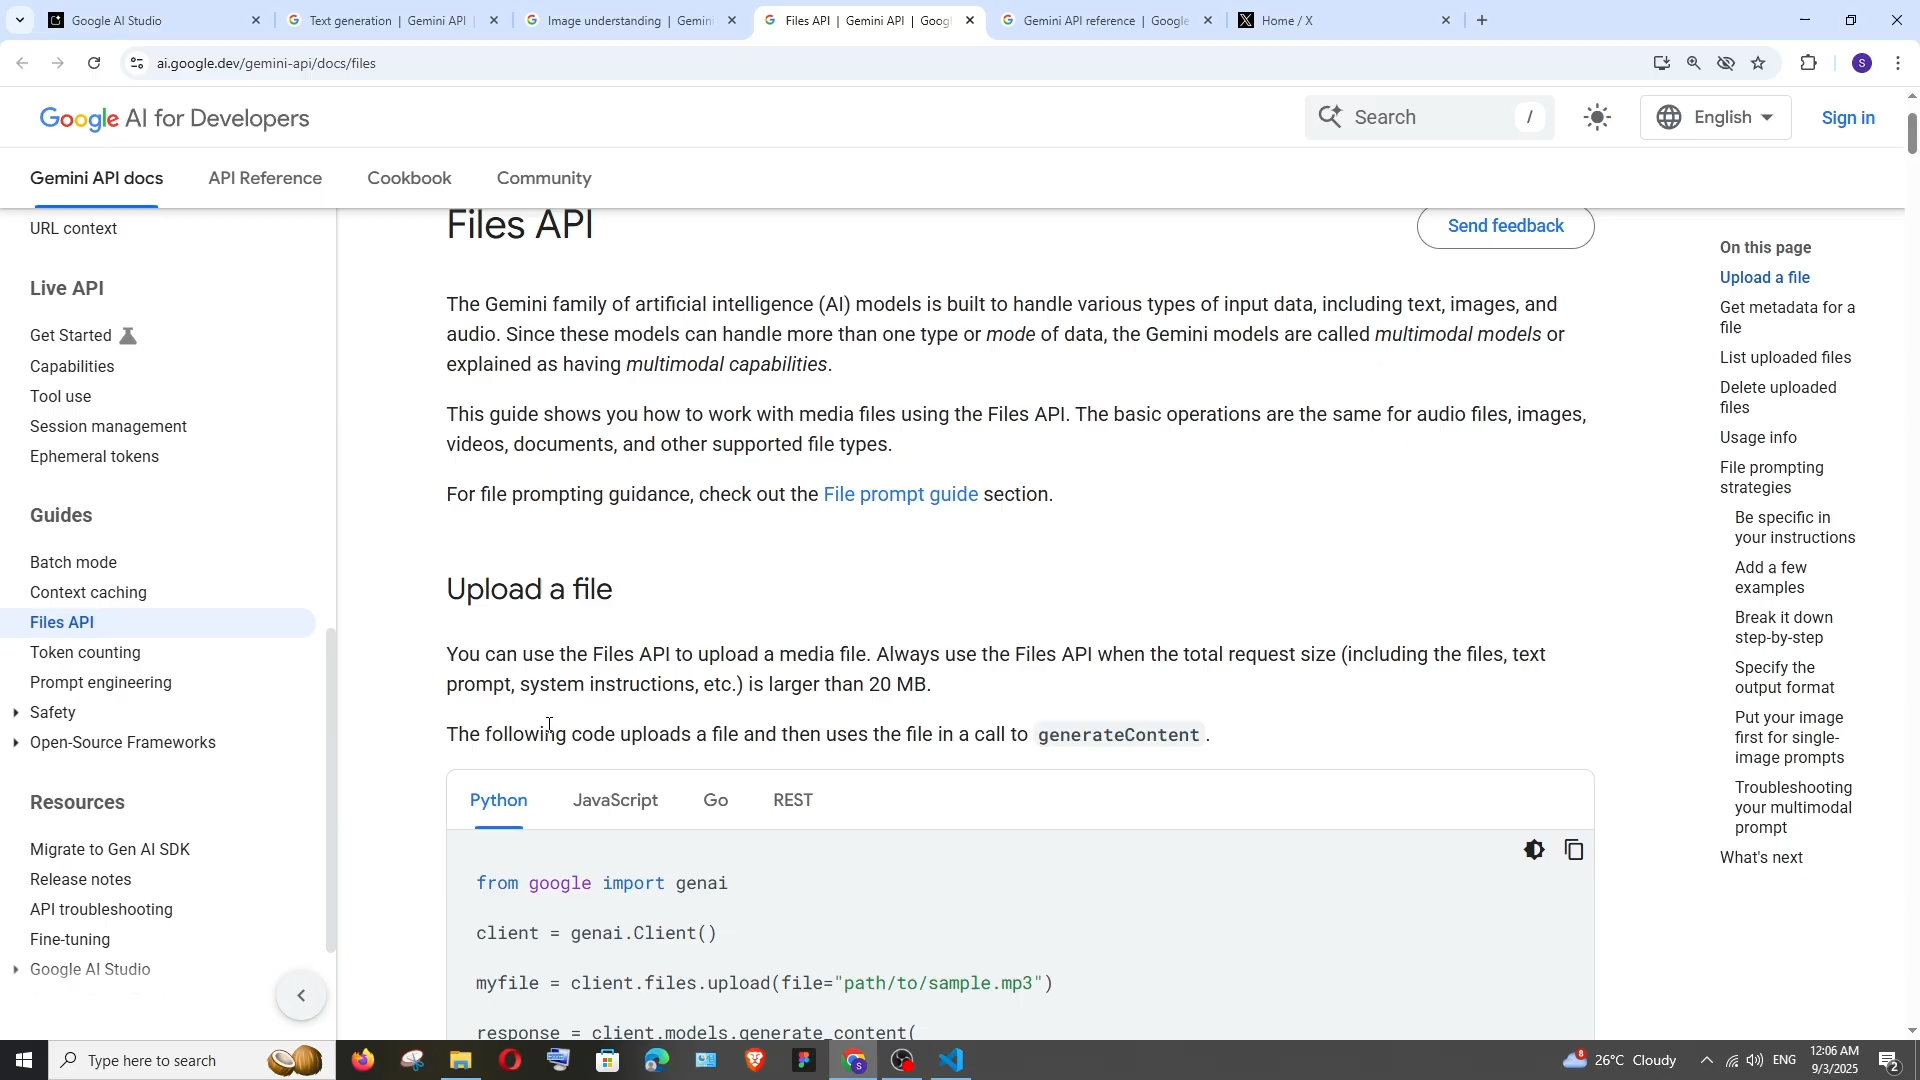 Google AI Studio
Text generation | Gemini API
Image understanding | Gemini
Files API | Gemini API | Goog
Gemini API reference | Google
Home / X
ai.google.dev/gemini-api/docs/files
S
Google AI for Developers
Search
/
English
Sign in
Gemini API docs
API Reference
Cookbook
Community
URL context
Live API
Get Started
Capabilities
Tool use
Session management
Ephemeral tokens
Guides
Batch mode
Context caching
Files API
Token counting
Prompt engineering
Safety
Open-Source Frameworks
Resources
Migrate to Gen AI SDK
Release notes
API troubleshooting
Fine-tuning
Google AI Studio
Files API
Send feedback
The Gemini family of artificial intelligence (AI) models is built to handle various types of input data, including text, images, and
audio. Since these models can handle more than one type or mode of data, the Gemini models are called multimodal models or
explained as having multimodal capabilities.
This guide shows you how to work with media files using the Files API. The basic operations are the same for audio files, images,
videos, documents, and other supported file types.
For file prompting guidance, check out the File prompt guide section.
Upload a file
You can use the Files API to upload a media file. Always use the Files API when the total request size (including the files, text
prompt, system instructions, etc.) is larger than 20 MB.
The following code uploads a file and then uses the file in a call to generateContent.
Python
JavaScript
Go
REST
from google import genai
client = genai.Client()
myfile = client.files.upload(file="path/to/sample.mp3")
response = client.models.generate_content(
On this page
Upload a file
Get metadata for a
file
List uploaded files
Delete uploaded
files
Usage info
File prompting
strategies
Be specific in
your instructions
Add a few
examples
Break it down
step-by-step
Specify the
output format
Put your image
first for single-
image prompts
Troubleshooting
your multimodal
prompt
What's next
Type here to search
26°C Cloudy
ENG
12:06 AM
9/3/2025
2